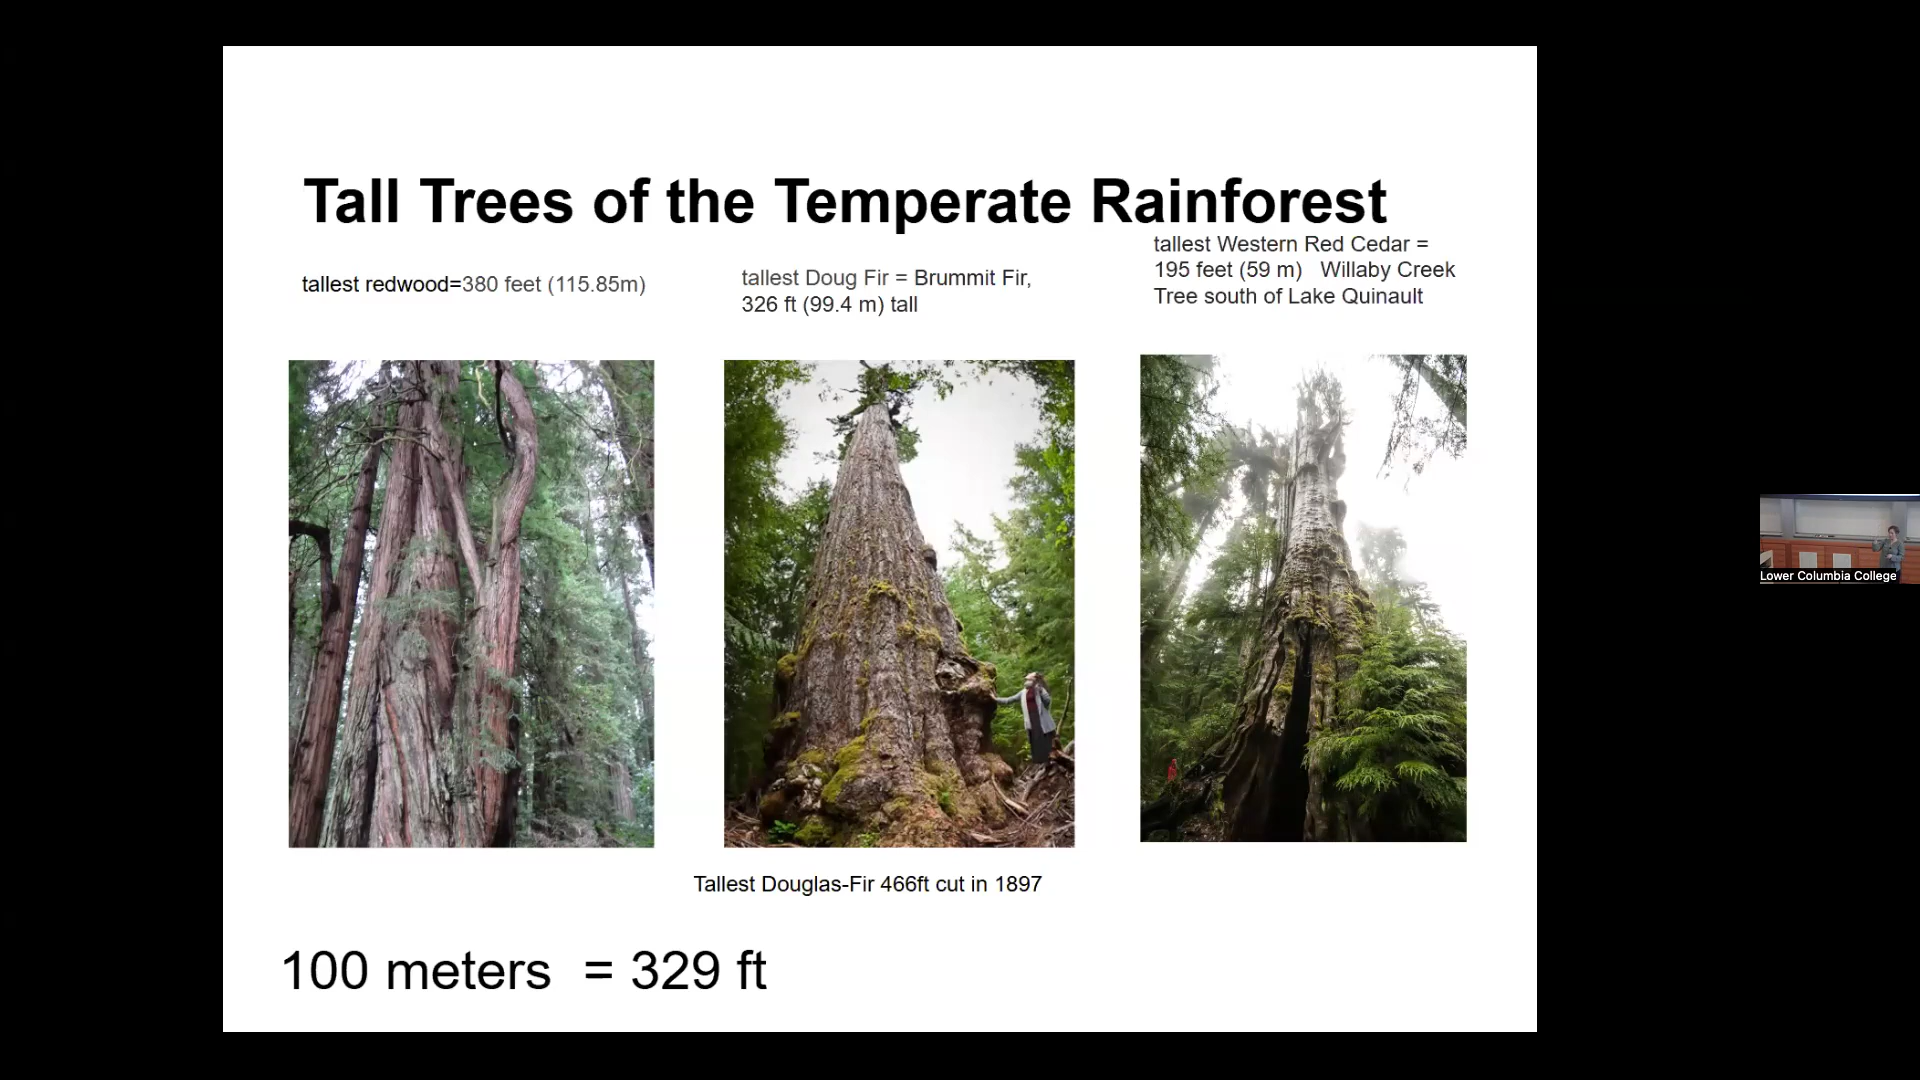 Tall Trees of the Temperate Rainforest
tallest redwood=380 feet (115.85m)
tallest Doug Fir = Brummit Fir,
326 ft (99.4 m) tall
tallest Western Red Cedar =
195 feet (59 m)   Willaby Creek
Tree south of Lake Quinault
Tallest Douglas-Fir 466ft cut in 1897
100 meters  = 329 ft
Lower Columbia College